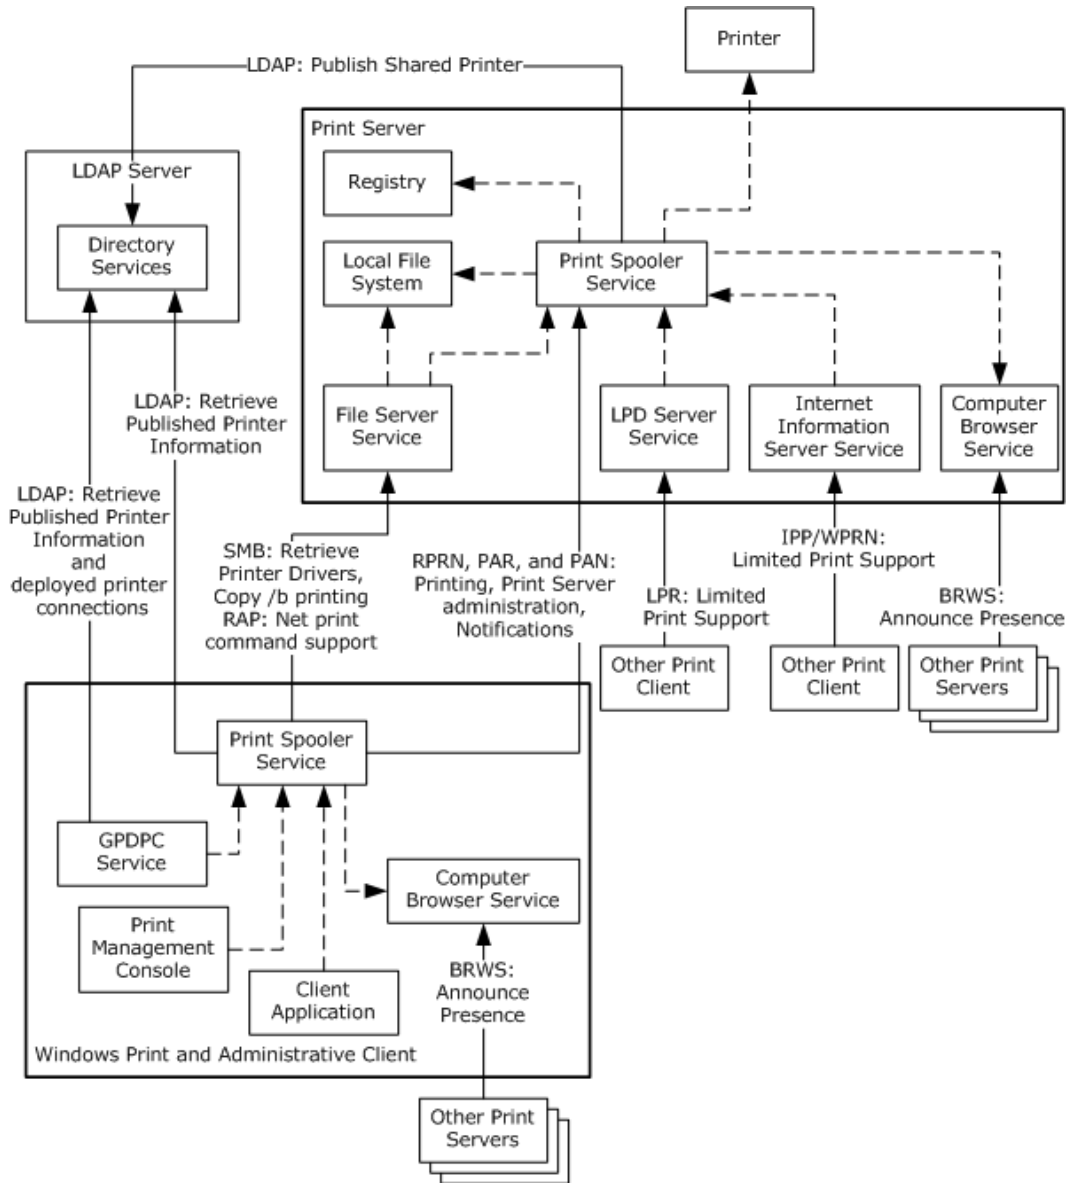 Printer
LDAP: Publish Shared Printer
Print Server
LDAP Server
Registry
Directory
Services
Local File
System
Print Spooler
Service
LDAP: Retrieve
Published Printer
Information
File Server
Service
LPD Server
Service
Internet
Information
Server Service
Computer
Browser
Service
LDAP: Retrieve
Published Printer
Information
and
deployed printer
connections
SMB: Retrieve
Printer Drivers,
Copy /b printing
RAP: Net print
command support
RPRN, PAR, and PAN:
Printing, Print Server
administration,
Notifications
LPR: Limited
Print Support
IPP/WPRN:
Limited Print Support
BRWS:
Announce Presence
Other Print
Client
Other Print
Client
Other Print
Servers
Print Spooler
Service
GPDPC
Service
Computer
Browser Service
Print
Management
Console
Client
Application
BRWS:
Announce
Presence
Windows Print and Administrative Client
Other Print
Servers